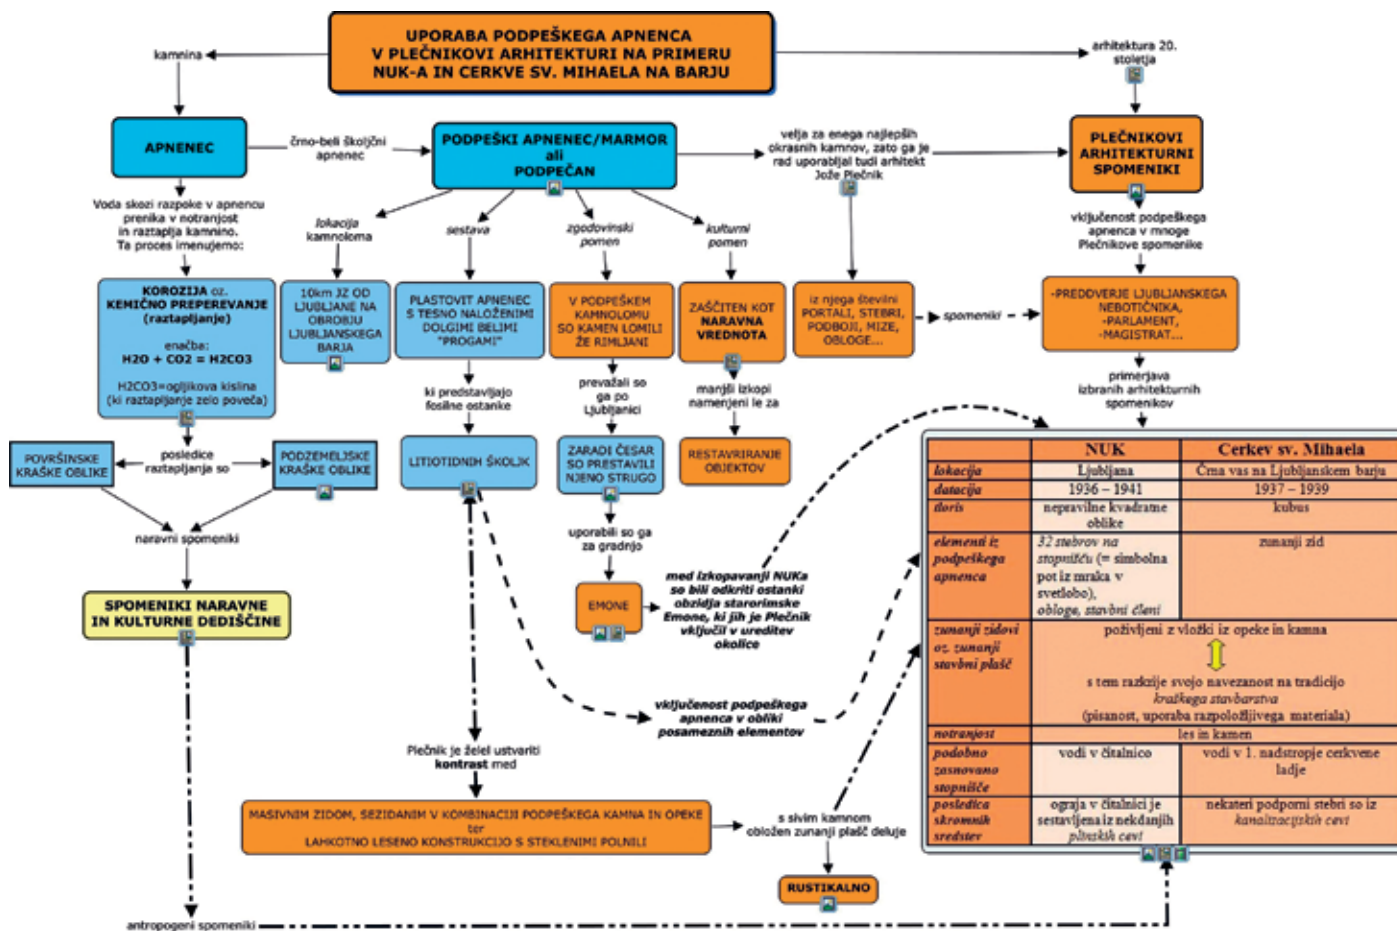 UPORABA PODPEŠKEGA APNENCA
V PLEČNIKOVI ARHITEKTURI NA PRIMERU
NUK-A IN CERKVE SV. MIHAELA NA BARJU
kamnina
arhitektura 20.
stoletja
APNENEC
črno-beli školjčni
apnenec
PODPEŠKI APNENEC/MARMOR
ali
PODPEČAN
velja za enega najlepših
okrasnih kamnov, zato ga je
rad uporabljal tudi arhitekt
Jože Plečnik
PLEČNIKOVI
ARHITEKTURNI
SPOMENIKI
Voda skozi razpoke v apnencu
prenika v notranjost
in raztaplja kamnino.
Ta proces imenujemo:
lokacija
kamnoloma
sestava
zgodovinski
pomen
kulturni
pomen
vključenost podpeškega
apnenca v mnoge
Plečnikove spomenike
KOROZIJA oz.
KEMIČNO PREPEREVANJE
(raztapljanje)
enačba:
H2O + CO2 = H2CO3
H2CO3=ogljikova kislina
(ki raztapljanje zelo poveča)
10km JZ OD
LJUBLJANE NA
OBROBJU
LJUBLJANSKEGA
BARJA
PLASTOVIT APNENEC
S TESNO NALOŽENIMI
DOLGIMI BELIMI
"PROGAMI"
V PODPEŠKEM
KAMNOLOMU
SO KAMEN LOMILI
ŽE RIMLJANI
ZAŠČITEN KOT
NARAVNA
VREDNOTA
iz njega številni
PORTALI, STEBRI,
PODBOJI, MIZE,
OBLOGE...
spomeniki
-PREDDVERJE LJUBLJANSKEGA
NEBOTIČNIKA,
-PARLAMENT,
-MAGISTRAT...
ki predstavljajo
fosilne ostanke
prevažali so
ga po
Ljubljanici
manjši izkopi
namenjeni le za
primerjava
izbranih arhitekturnih
spomenikov
POVRŠINSKE
KRAŠKE OBLIKE
posledice
raztapljanja so
PODZEMELJSKE
KRAŠKE OBLIKE
LITIOTIDNIH ŠKOLJK
ZARADI ČESAR
SO PRESTAVILI
NJENO STRUGO
RESTAVRIRANJE
OBJEKTOV
naravni spomeniki
uporabili so ga
za gradnjo
SPOMENIKI NARAVNE
IN KULTURNE DEDIŠČINE
EMONE
med izkopavanji NUKa
so bili odkriti ostanki
obzidja starorimske
Emone, ki jih je Plečnik
vključil v ureditev
okolice
vključenost podpeškega
apnenca v obliki
posameznih elementov
Plečnik je želel ustvariti
kontrast med
MASIVNIM ZIDOM, SEZIDANIM V KOMBINACIJI PODPEŠKEGA KAMNA IN OPEKE
ter
LAHKOTNO LESENO KONSTRUKCIJO S STEKLENIMI POLNILI
s sivim kamnom
obložen zunanji plašč deluje
RUSTIKALNO
antropogeni spomeniki
NUK Cerkev sv. Mihaela
lokacija Ljubljana Črna vas na Ljubljanskem barju
datacija 1936 – 1941 1937 – 1939
tloris nepravilne kvadratne oblike kubus
elementi iz podpeškega apnenca 32 stebrov na stopnišču (= simbolna pot iz mraka v svetlobo), obloge, stavbni členi zunanji zid
zunanji zidovi oz. zunanji stavbni plašč poživljeni z vložki iz opeke in kamna
s tem razkrije svojo navezanost na tradicijo
kraškega stavbarstva
(pisanost, uporaba razpoložljivega materiala)
notranjost les in kamen
podobno zasnovano stopnišče vodi v čitalnico vodi v 1. nadstropje cerkvene ladje
posledica skromnih sredstev ograja v čitalnici je sestavljena iz nekdanjih plinskih cevi nekateri podporni stebri so iz kanalizacijskih cevi